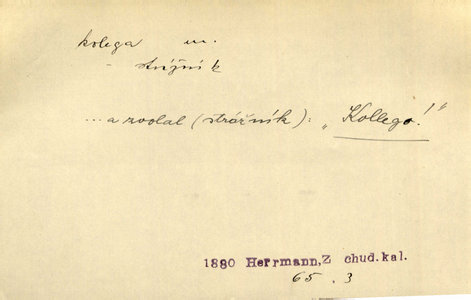 kolega m.
- strážník
... a zvolal (strážník): „Kollego!"
1880 Herrmann, Z chud.kal.
65.3